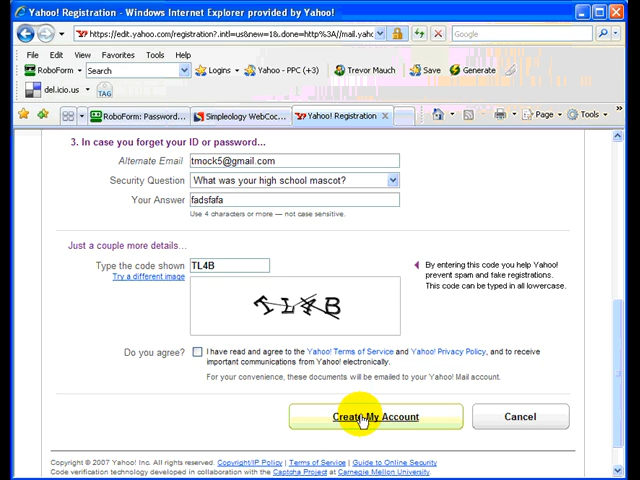 Yahoo! Registration - Windows Internet Explorer provided by Yahoo!
https://edit.yahoo.com/registration?.intl=us&new=1&.done=http%3A//mail.yahoo
Google
File Edit View Favorites Tools Help
RoboForm Search Logins Yahoo - PPC (+3) Trevor Mauch Save Generate
del.icio.us TAG
RoboForm: Password... Simpleology WebCoc... Yahoo! Registration Page Tools
3. In case you forget your ID or password...
Alternate Email tmock5@gmail.com
Security Question What was your high school mascot?
Your Answer fadsfafa
Use 4 characters or more — not case sensitive.
Just a couple more details...
Type the code shown TL4B
Try a different image
By entering this code you help Yahoo!
prevent spam and fake registrations.
This code can be typed in all lowercase.
TL4B
Do you agree? I have read and agree to the Yahoo! Terms of Service and Yahoo! Privacy Policy, and to receive
important communications from Yahoo! electronically.
For your convenience, these documents will be emailed to your Yahoo! Mail account.
Create My Account Cancel
Copyright © 2007 Yahoo! Inc. All rights reserved. Copyright/IP Policy | Terms of Service | Guide to Online Security
Code verification technology developed in collaboration with the Captcha Project at Carnegie Mellon University.